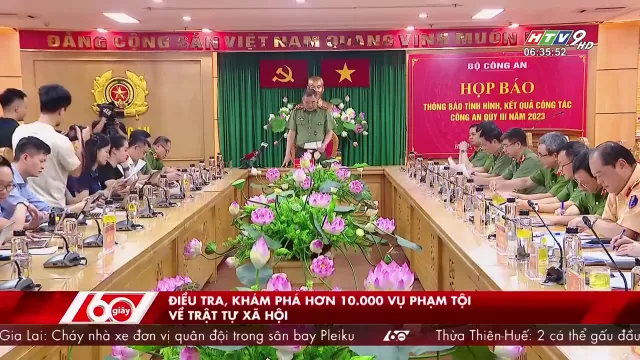 ĐẢNG CỘNG SẢN VIỆT NAM QUANG VINH MUÔN N
HTV9 HD
06:35:52
BỘ CÔNG AN
HỌP BÁO
THÔNG BÁO TÌNH HÌNH, KẾT QUẢ CÔNG TÁC
CÔNG AN QUÝ III NĂM 2023
60 giây
ĐIỀU TRA, KHÁM PHÁ HƠN 10.000 VỤ PHẠM TỘI
VỀ TRẬT TỰ XÃ HỘI
Gia Lai: Cháy nhà xe đơn vị quân đội trong sân bay Pleiku 60 giây Thừa Thiên-Huế: 2 cá thể gấu đầu